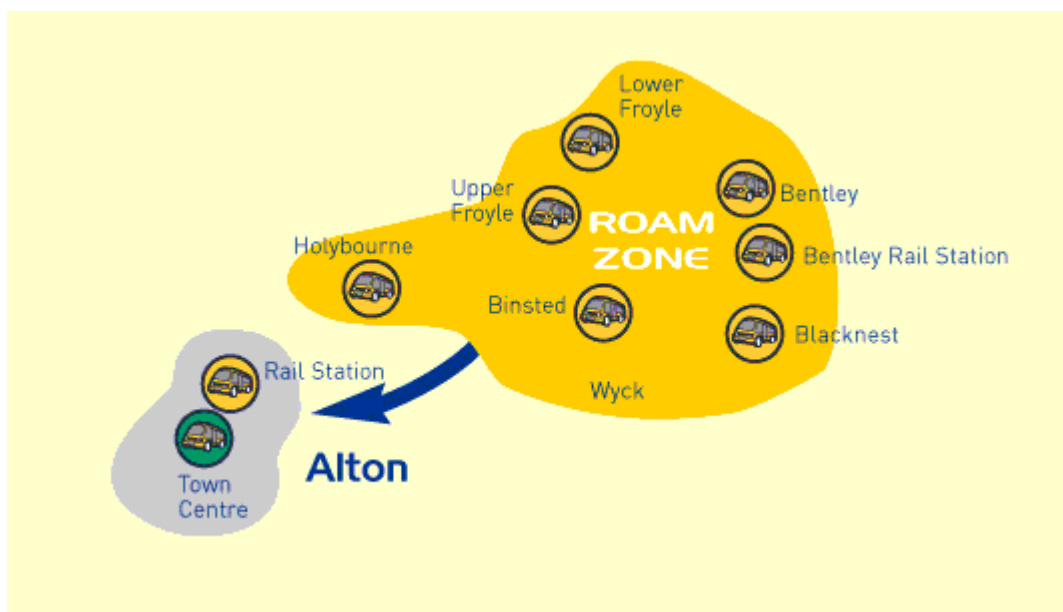 Lower
Froyle
Upper
Froyle
Bentley
ROAM
ZONE
Holybourne
Bentley Rail Station
Binsted
Blacknest
Rail Station
Wyck
Alton
Town
Centre